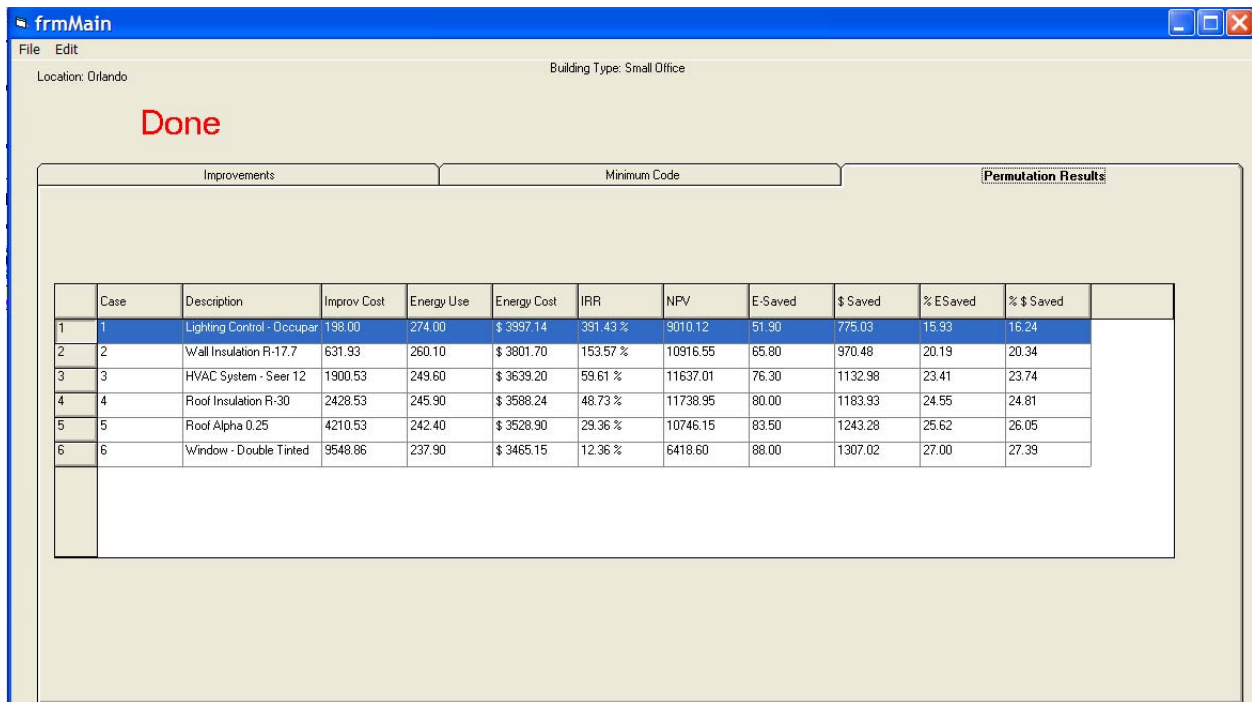 frmMain
File Edit
Location: Orlando
Building Type: Small Office
Done
Improvements Minimum Code Permutation Results
Case Description Improv Cost Energy Use Energy Cost IRR NPV E-Saved $ Saved % ESaved % $ Saved
1 1 Lighting Control - Occupar 198.00 274.00 $ 3997.14 391.43 % 9010.12 51.90 775.03 15.93 16.24
2 2 Wall Insulation R-17.7 631.93 260.10 $ 3801.70 153.57 % 10916.55 65.80 970.48 20.19 20.34
3 3 HVAC System - Seer 12 1900.53 249.60 $ 3639.20 59.61 % 11637.01 76.30 1132.98 23.41 23.74
4 4 Roof Insulation R-30 2428.53 245.90 $ 3588.24 48.73 % 11738.95 80.00 1183.93 24.55 24.81
5 5 Roof Alpha 0.25 4210.53 242.40 $ 3528.90 29.36 % 10746.15 83.50 1243.28 25.62 26.05
6 6 Window - Double Tinted 9548.86 237.90 $ 3465.15 12.36 % 6418.60 88.00 1307.02 27.00 27.39